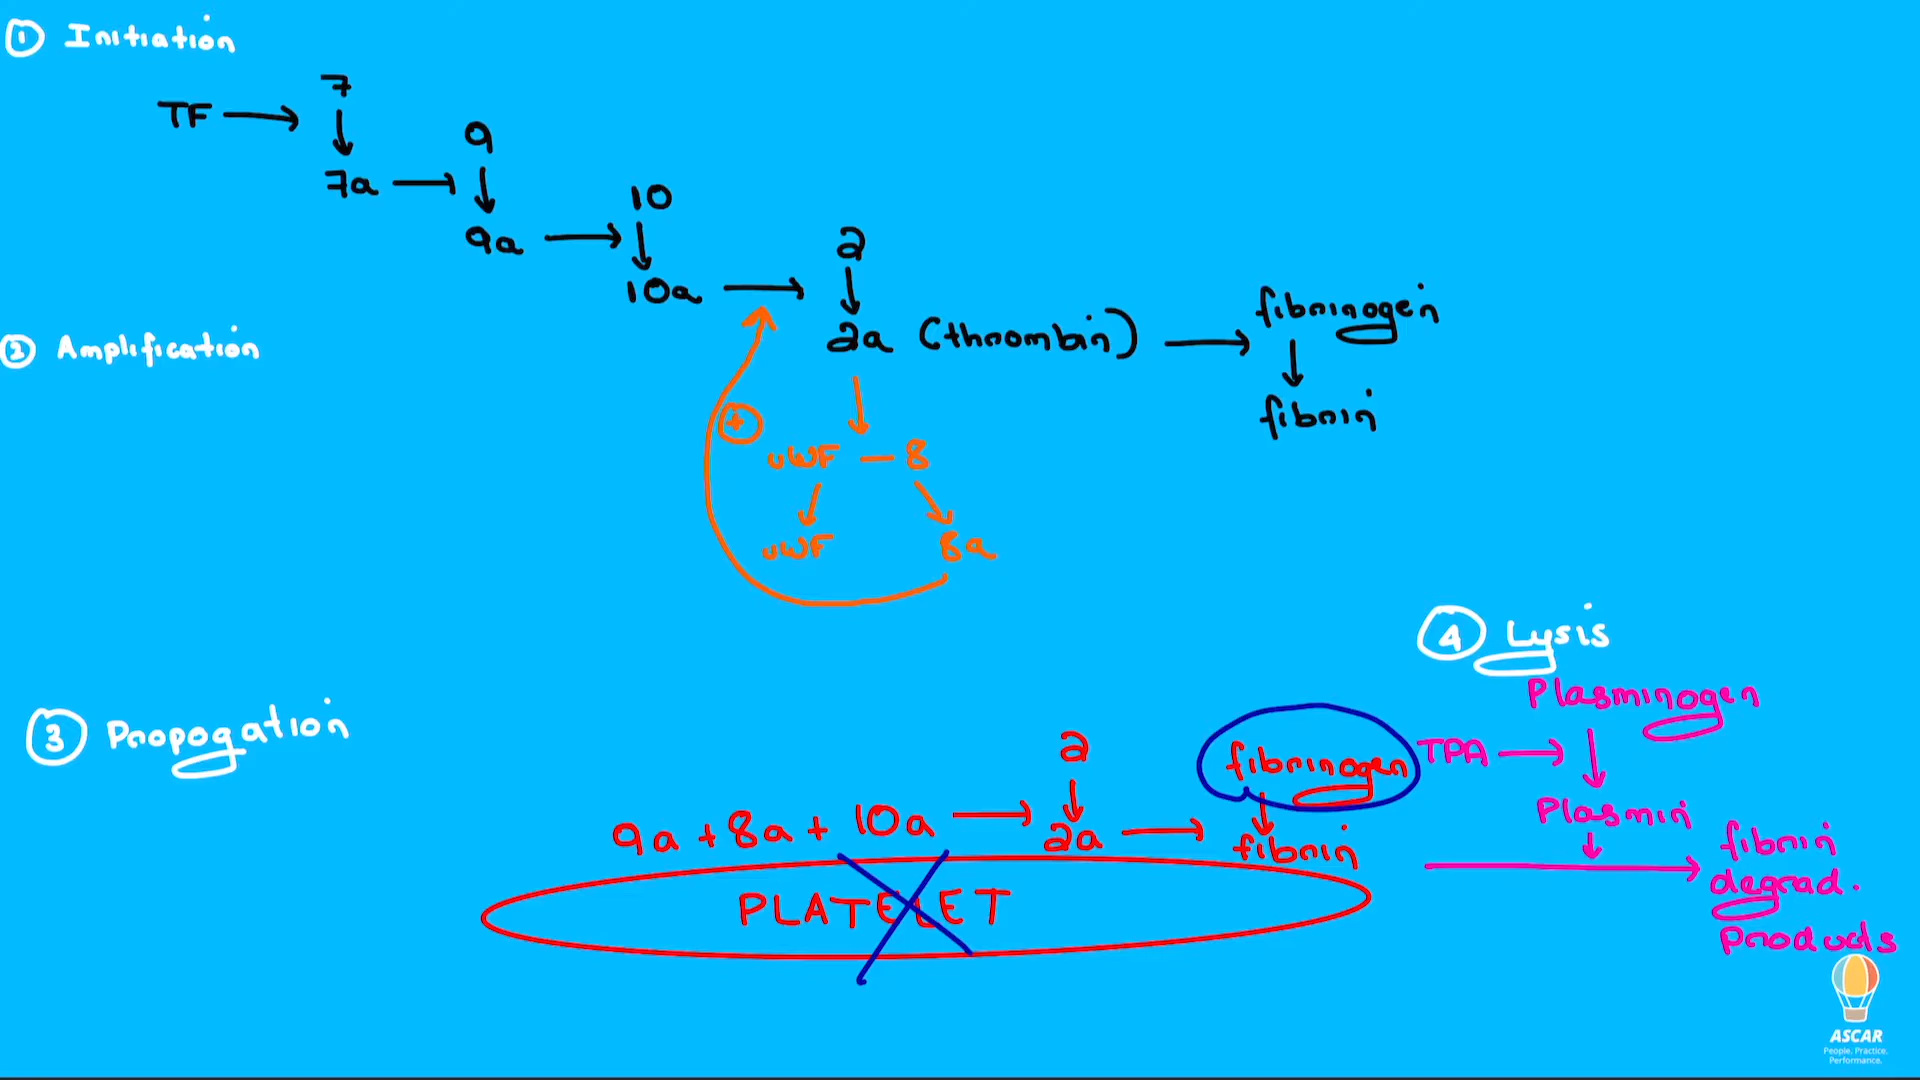 ① Initiation
7
TF →
9
7a →
10
9a →
2
10a →
fibrinogen
2a (thrombin) →
② Amplification
fibrin
+
vWF — 8
vWF 8a
④ Lysis
Plasminogen
③ Propogation
2
fibrinogen
TPA →
9a + 8a + 10a →
2a →
fibrin
Plasmin
fibrin
degrad.
products
PLATELET
ASCAR
People. Practice.
Performance.